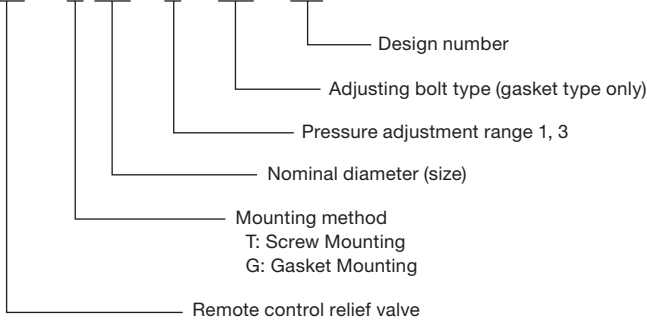 Design number
Adjusting bolt type (gasket type only)
Pressure adjustment range 1, 3
Nominal diameter (size)
Mounting method
T: Screw Mounting
G: Gasket Mounting
Remote control relief valve